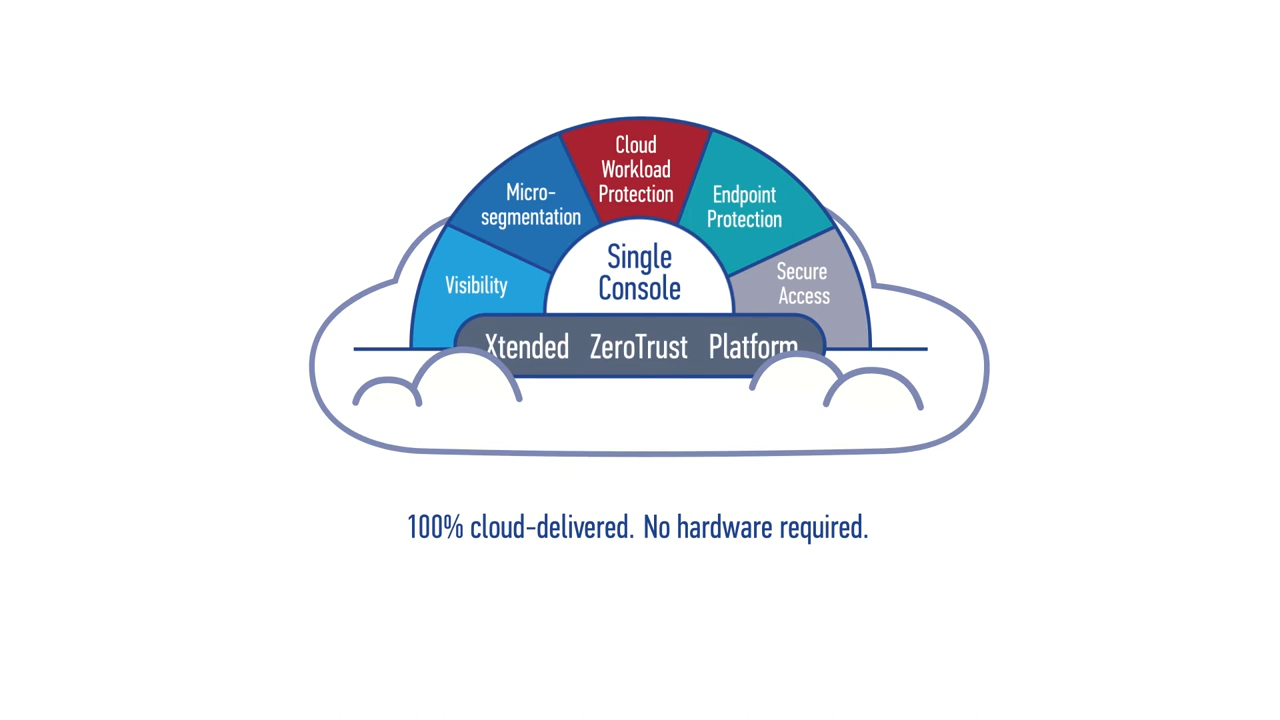 Cloud
Workload
Protection
Micro-
segmentation
Endpoint
Protection
Visibility
Single
Console
Secure
Access
Xtended ZeroTrust Platform
100% cloud-delivered. No hardware required.